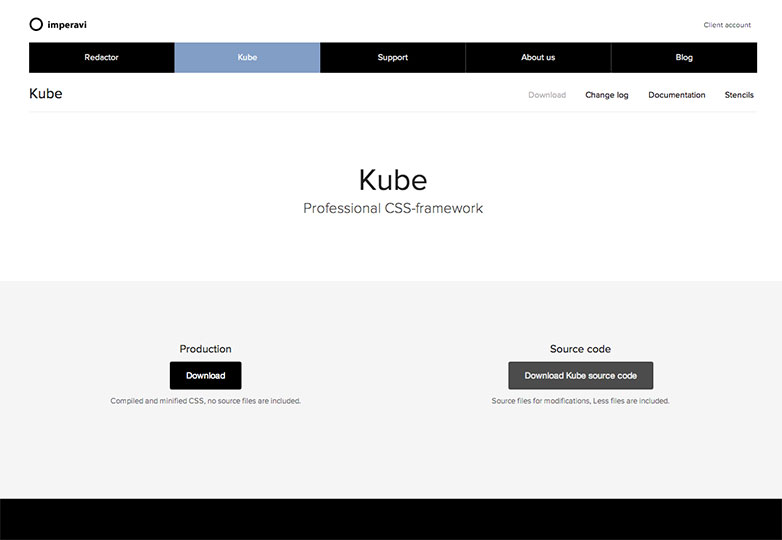 imperavi
Client account
Redactor Kube Support About us Blog
Kube Download Change log Documentation Stencils
Kube
Professional CSS-framework
Production
Download
Compiled and minified CSS, no source files are included.
Source code
Download Kube source code
Source files for modifications, Less files are included.